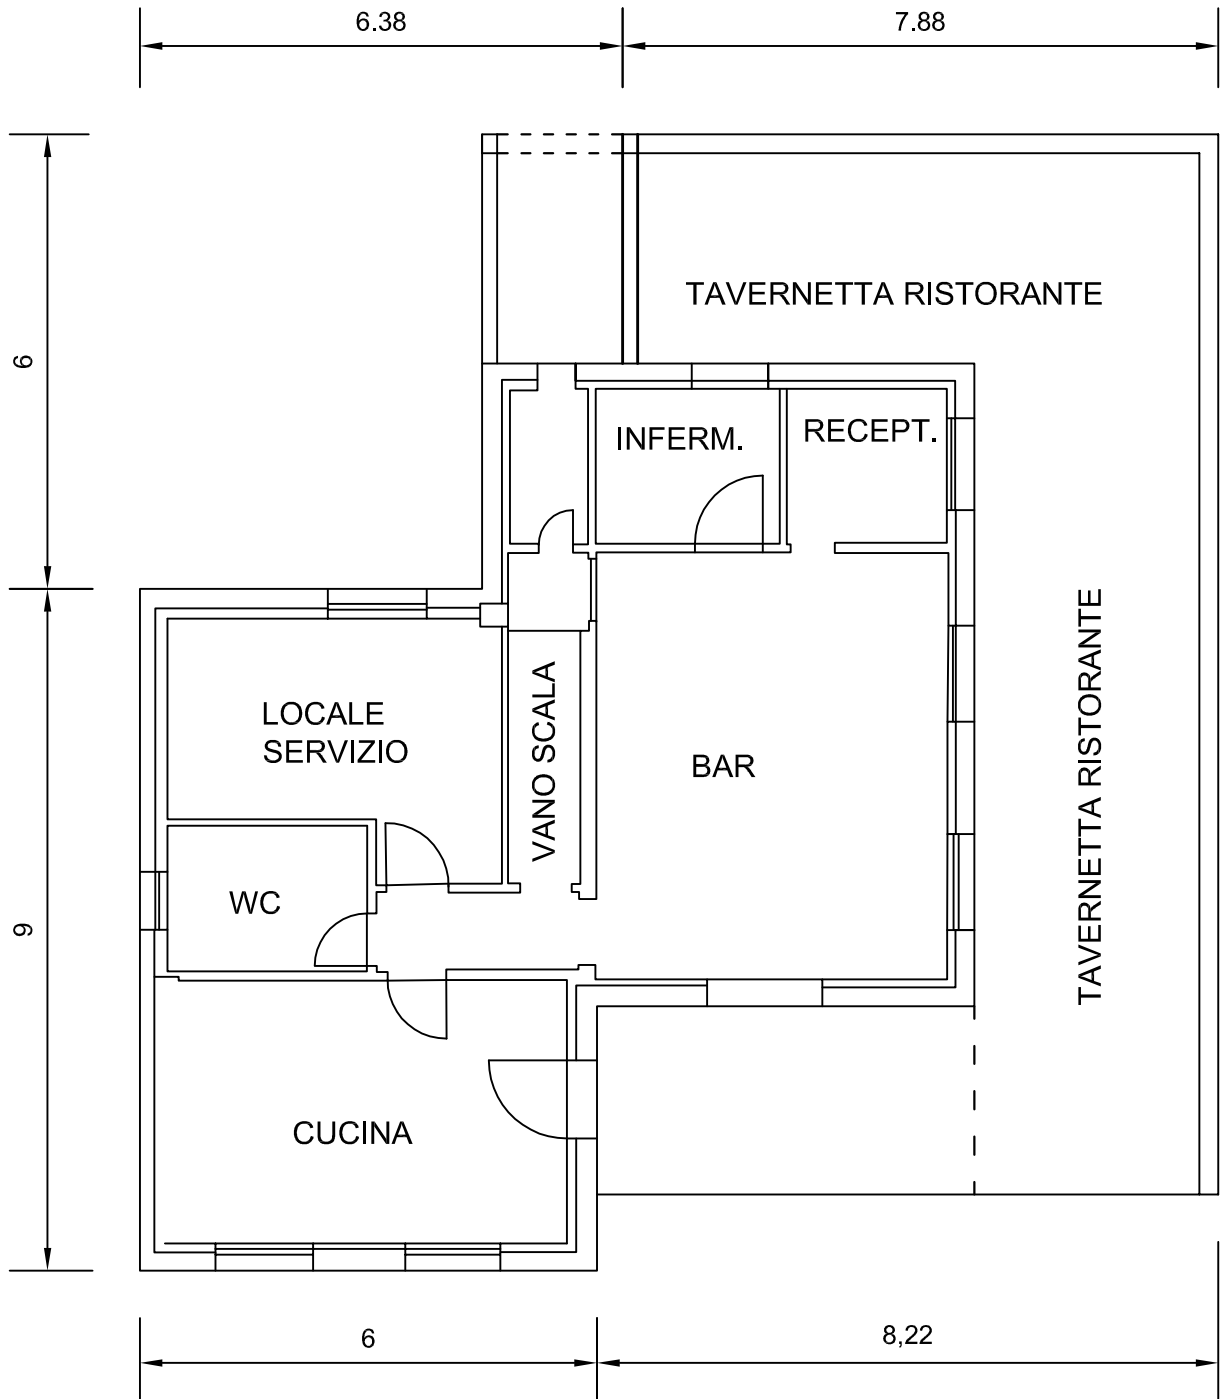 6.38
7.88
TAVERNETTA RISTORANTE
6
INFERM.
RECEPT.
LOCALE
SERVIZIO
VANO SCALA
BAR
TAVERNETTA RISTORANTE
WC
9
CUCINA
6
8,22